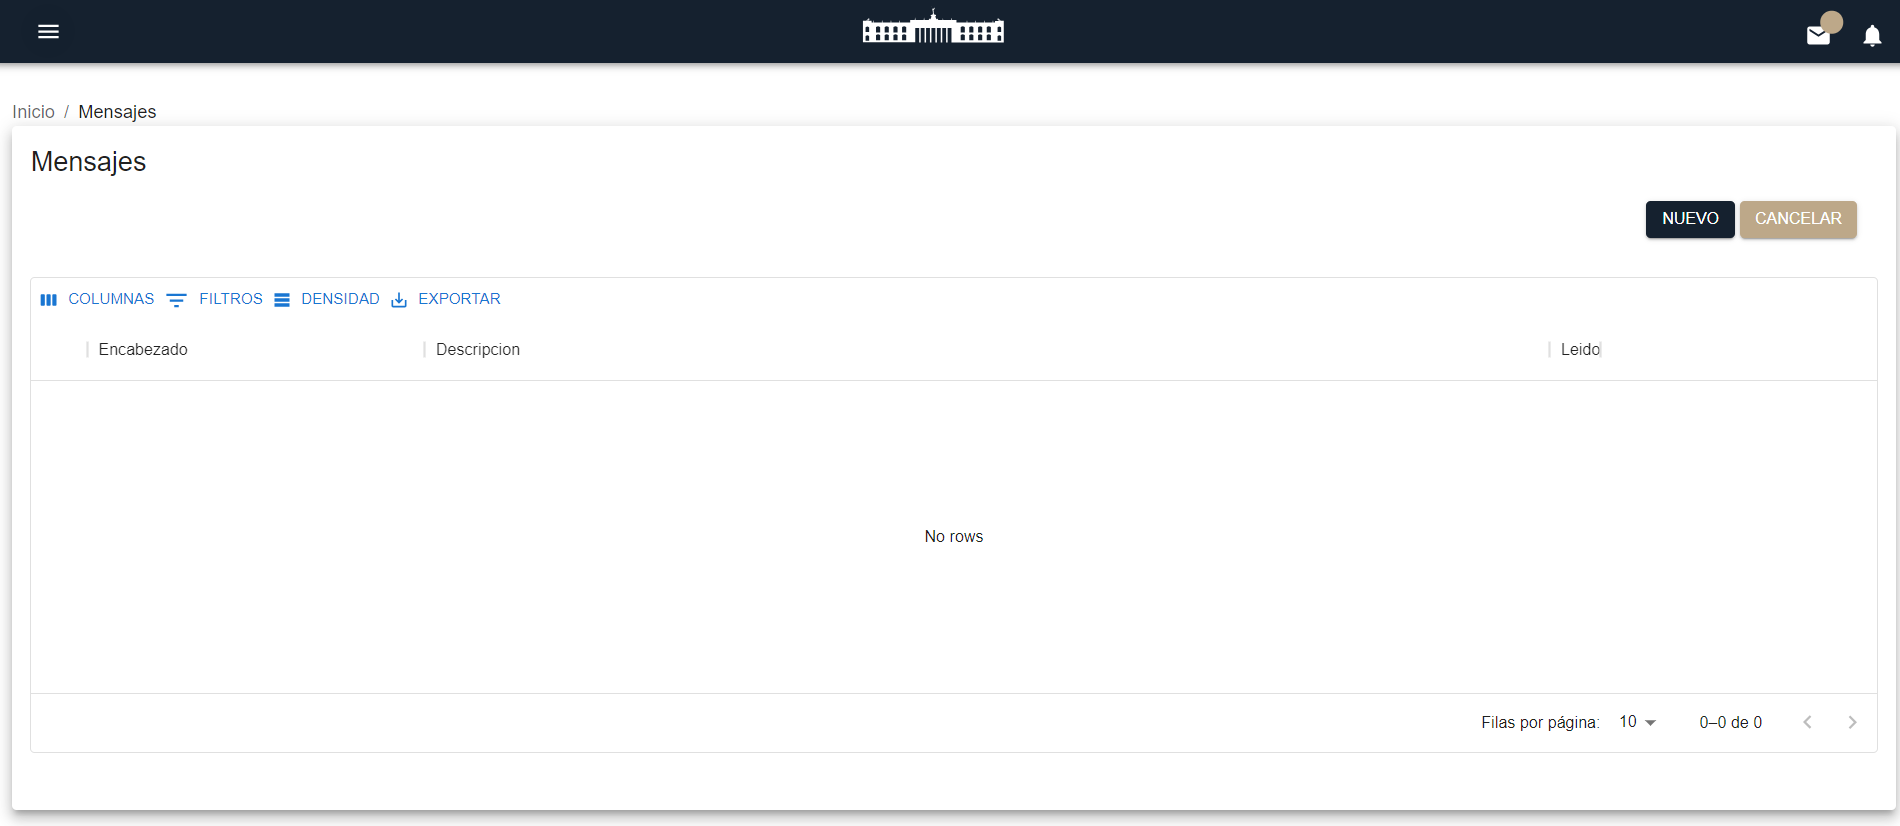 Inicio / Mensajes
Mensajes
NUEVO CANCELAR
COLUMNAS FILTROS DENSIDAD EXPORTAR
Encabezado Descripcion Leido
No rows
Filas por página: 10 0–0 de 0